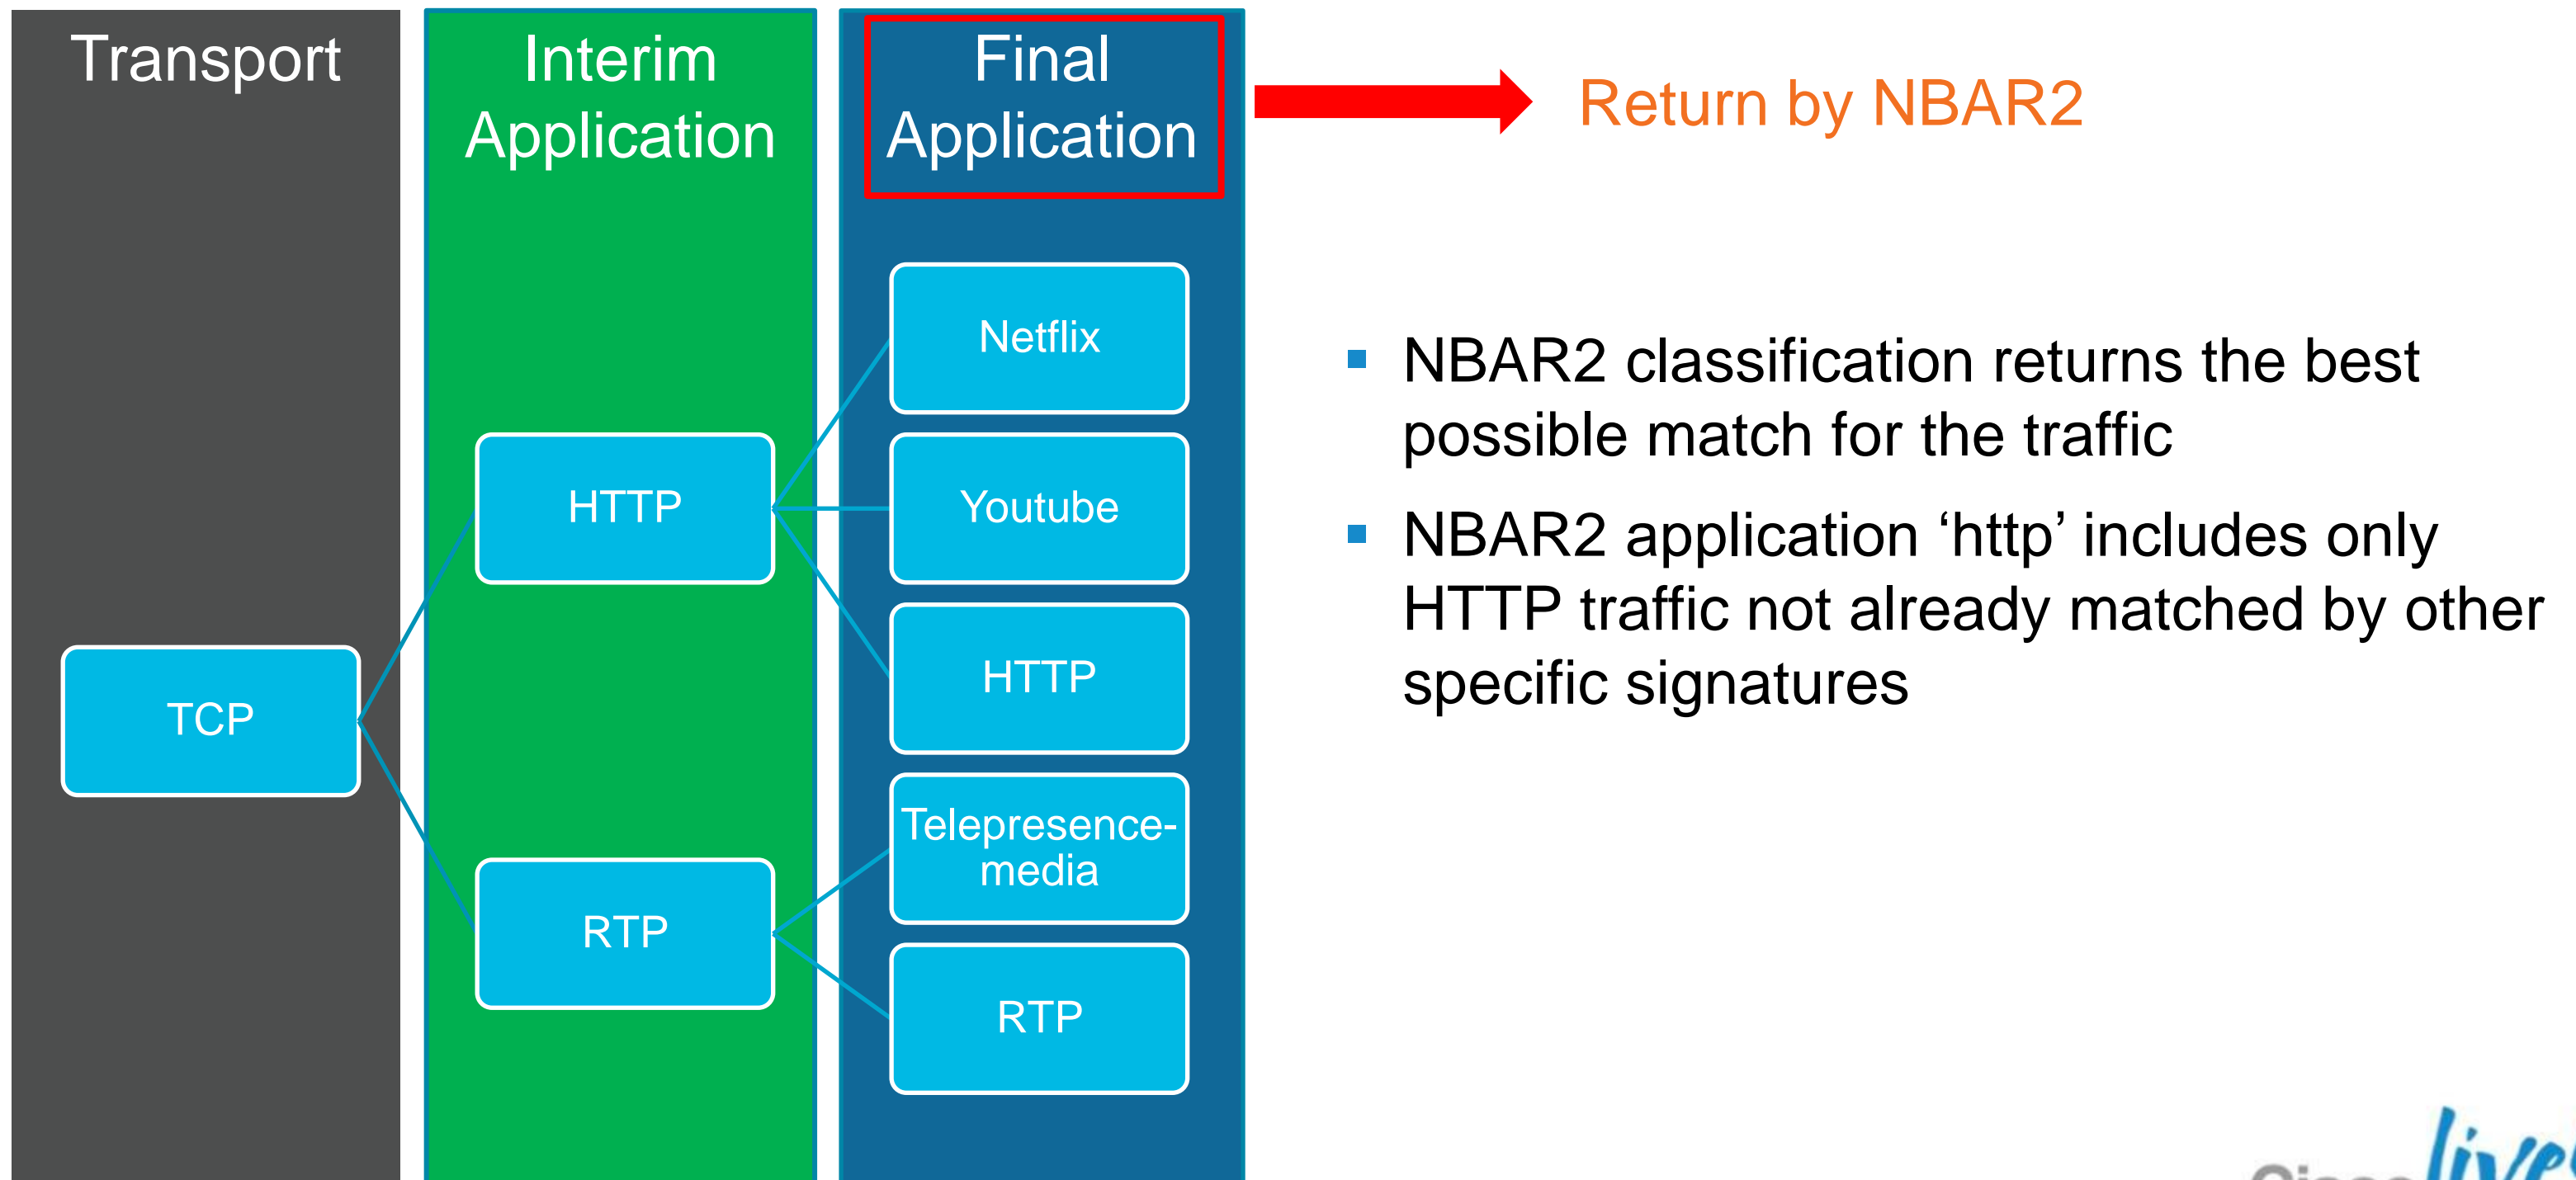 Transport
Interim
Application
Final
Application
Return by NBAR2
Netflix
Youtube
HTTP
Telepresence-
media
RTP
HTTP
RTP
TCP
▪ NBAR2 classification returns the best
possible match for the traffic
▪ NBAR2 application ‘http’ includes only
HTTP traffic not already matched by other
specific signatures
Cisco live!